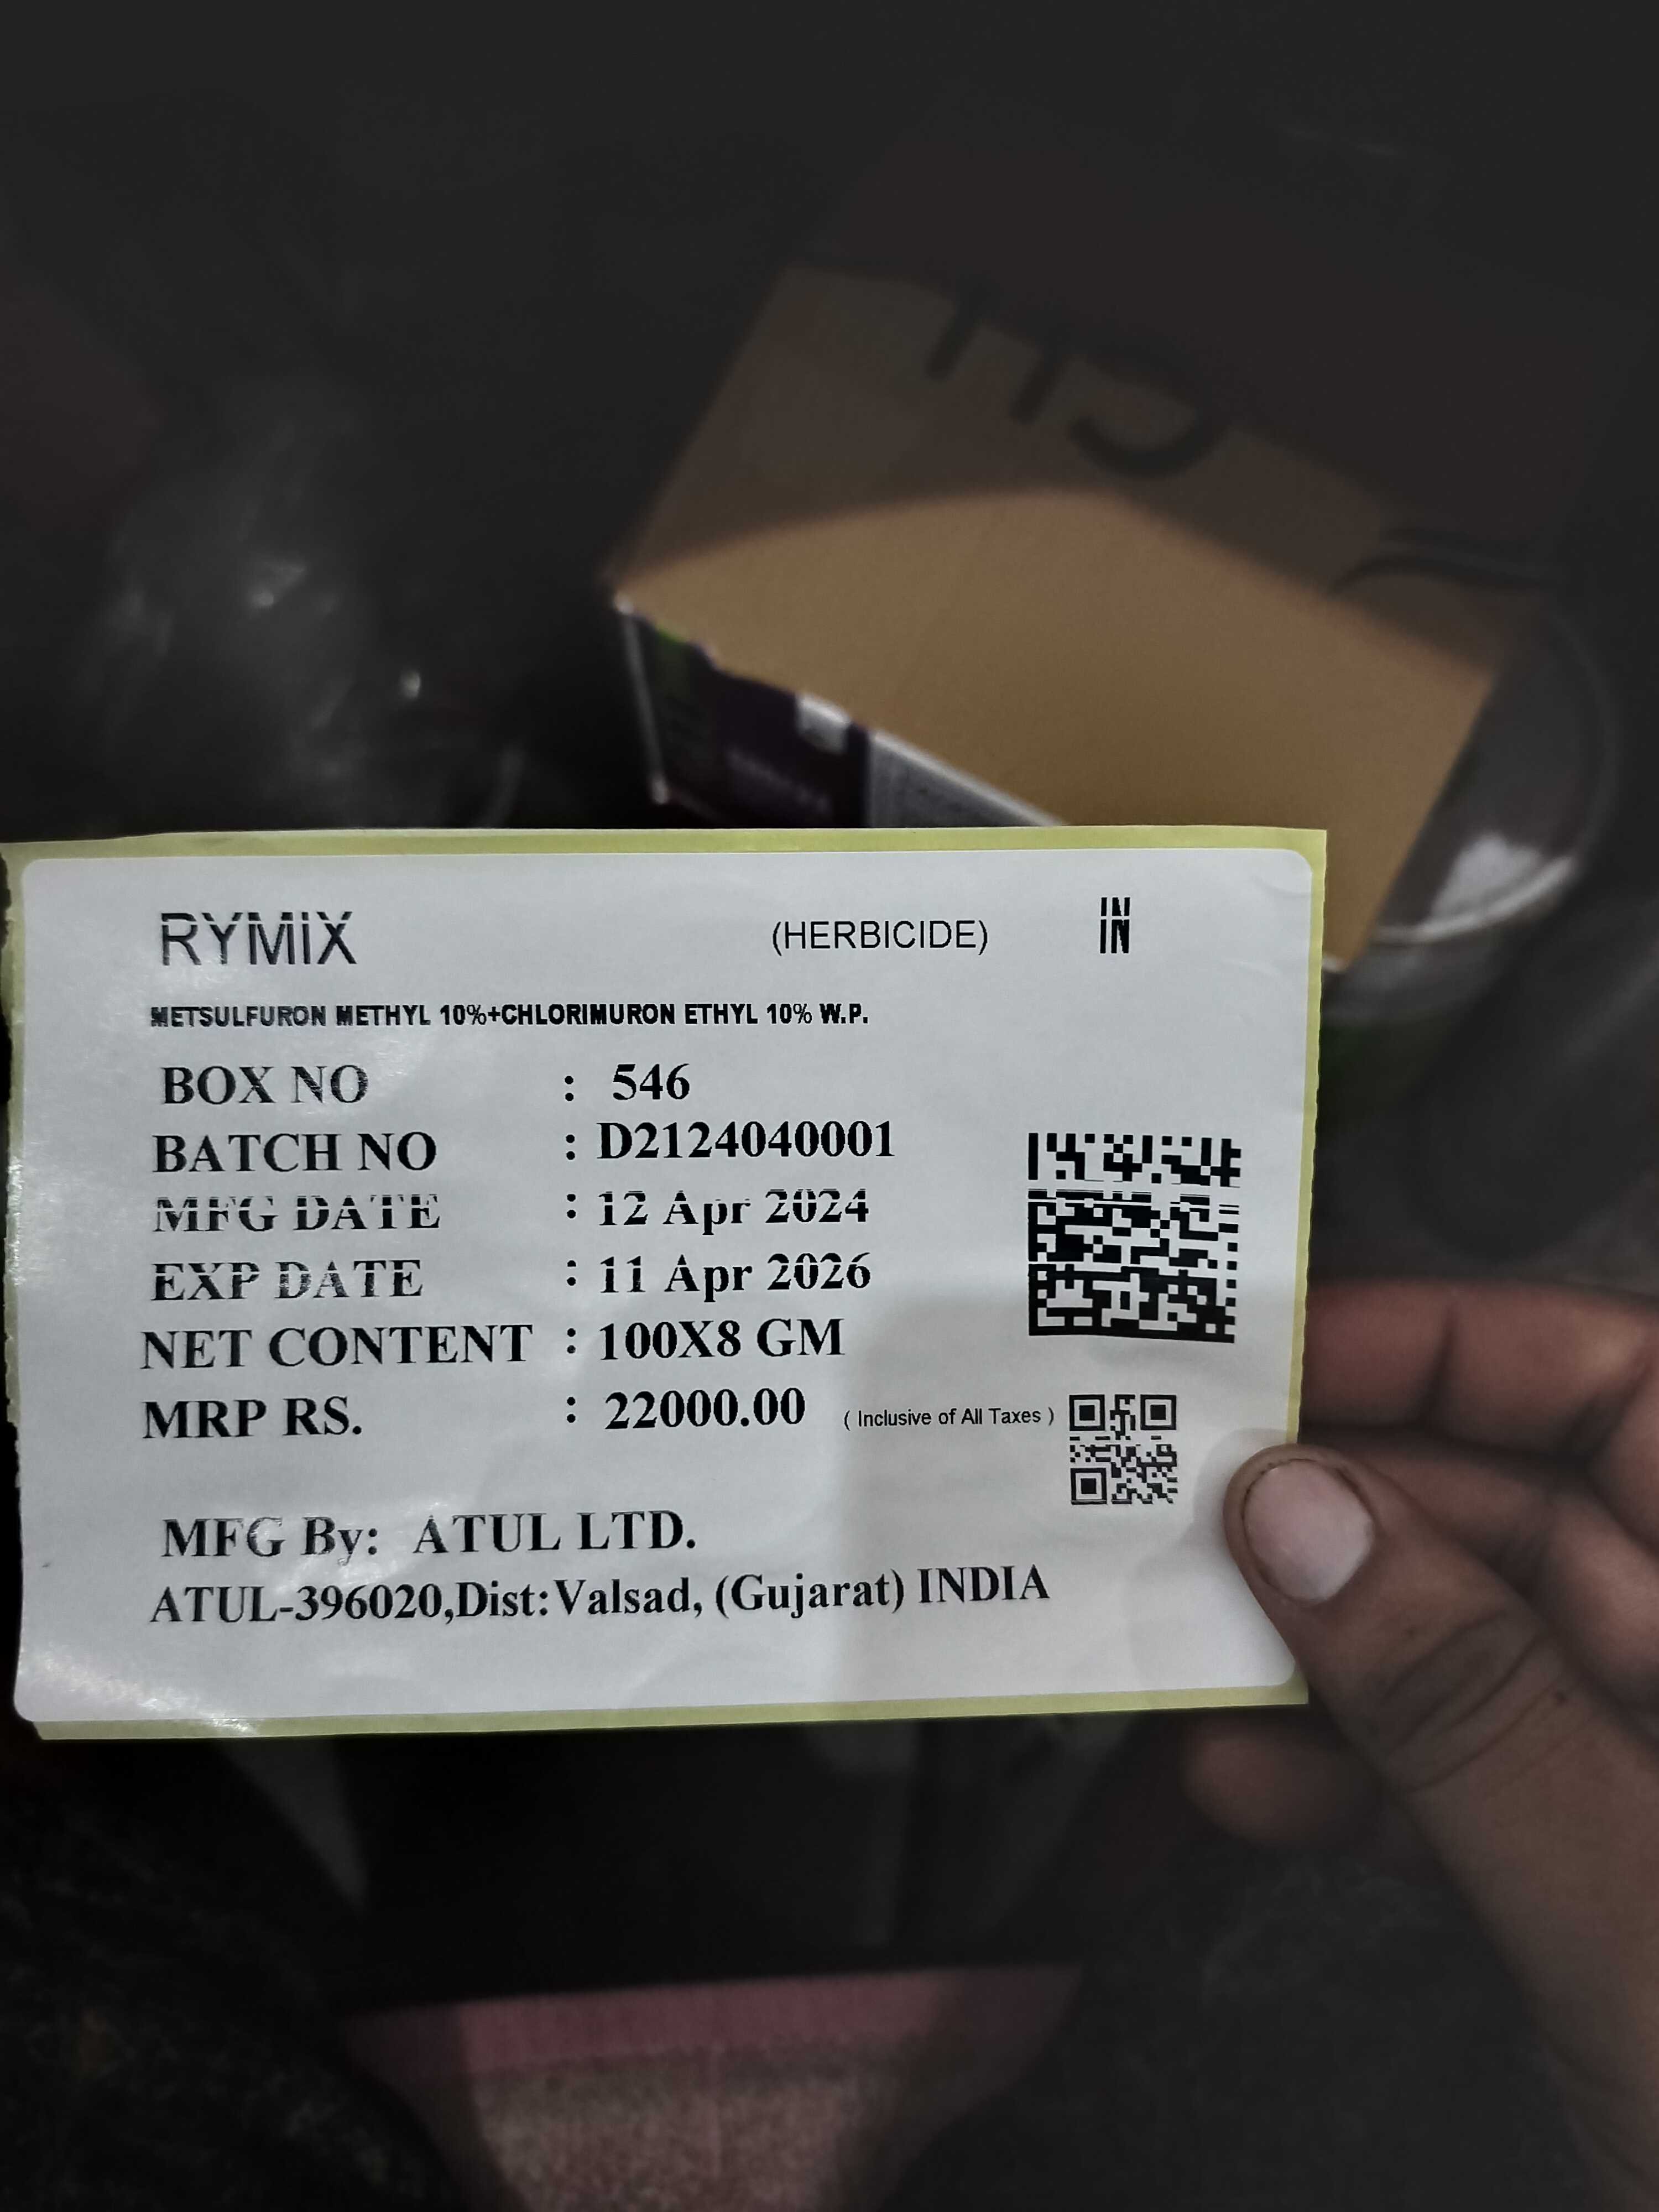 RYMIX (HERBICIDE) IN
METSULFURON METHYL 10%+CHLORIMURON ETHYL 10% W.P.
BOX NO : 546
BATCH NO : D2124040001
MFG DATE : 12 Apr 2024
EXP DATE : 11 Apr 2026
NET CONTENT : 100X8 GM
MRP RS. : 22000.00 ( Inclusive of All Taxes )
MFG By: ATUL LTD.
ATUL-396020,Dist:Valsad, (Gujarat) INDIA